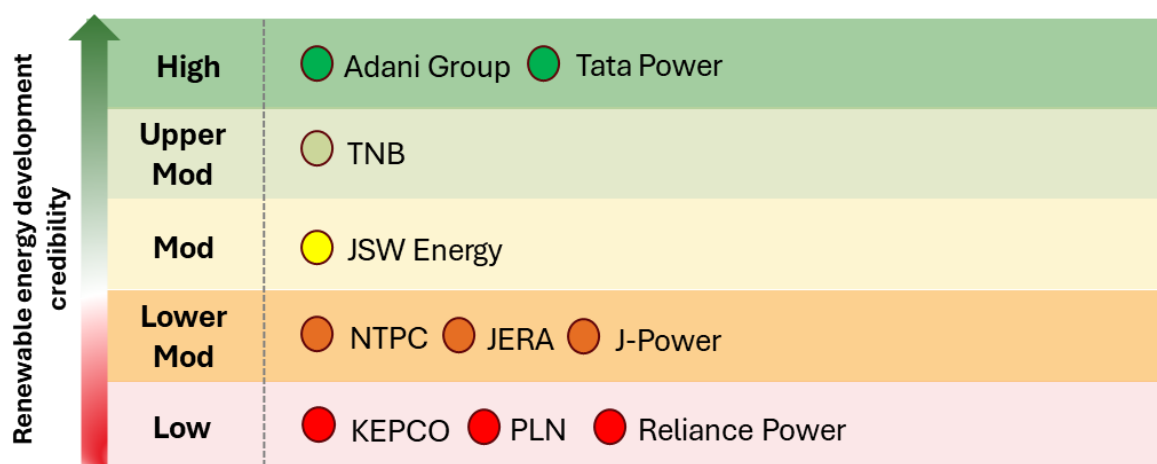 Renewable energy development
credibility
High
Adani Group Tata Power
Upper
Mod
TNB
Mod
JSW Energy
Lower
Mod
NTPC JERA J-Power
Low
KEPCO PLN Reliance Power